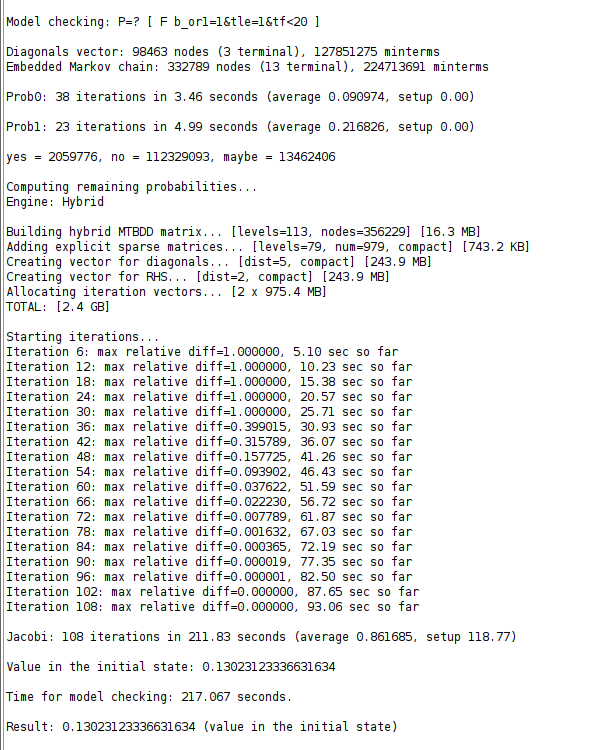 Model checking: P=? [ F b_or1=1&tle=1&tf<20 ]
Diagonals vector: 98463 nodes (3 terminal), 127851275 minterms
Embedded Markov chain: 332789 nodes (13 terminal), 224713691 minterms
Prob0: 38 iterations in 3.46 seconds (average 0.090974, setup 0.00)
Prob1: 23 iterations in 4.99 seconds (average 0.216826, setup 0.00)
yes = 2059776, no = 112329093, maybe = 13462406
Computing remaining probabilities...
Engine: Hybrid
Building hybrid MTBDD matrix... [levels=113, nodes=356229] [16.3 MB]
Adding explicit sparse matrices... [levels=79, num=979, compact] [743.2 KB]
Creating vector for diagonals... [dist=5, compact] [243.9 MB]
Creating vector for RHS... [dist=2, compact] [243.9 MB]
Allocating iteration vectors... [2 x 975.4 MB]
TOTAL: [2.4 GB]
Starting iterations...
Iteration 6: max relative diff=1.000000, 5.10 sec so far
Iteration 12: max relative diff=1.000000, 10.23 sec so far
Iteration 18: max relative diff=1.000000, 15.38 sec so far
Iteration 24: max relative diff=1.000000, 20.57 sec so far
Iteration 30: max relative diff=1.000000, 25.71 sec so far
Iteration 36: max relative diff=0.399015, 30.93 sec so far
Iteration 42: max relative diff=0.315789, 36.07 sec so far
Iteration 48: max relative diff=0.157725, 41.26 sec so far
Iteration 54: max relative diff=0.093902, 46.43 sec so far
Iteration 60: max relative diff=0.037622, 51.59 sec so far
Iteration 66: max relative diff=0.022230, 56.72 sec so far
Iteration 72: max relative diff=0.007789, 61.87 sec so far
Iteration 78: max relative diff=0.001632, 67.03 sec so far
Iteration 84: max relative diff=0.000365, 72.19 sec so far
Iteration 90: max relative diff=0.000019, 77.35 sec so far
Iteration 96: max relative diff=0.000001, 82.50 sec so far
Iteration 102: max relative diff=0.000000, 87.65 sec so far
Iteration 108: max relative diff=0.000000, 93.06 sec so far
Jacobi: 108 iterations in 211.83 seconds (average 0.861685, setup 118.77)
Value in the initial state: 0.13023123336631634
Time for model checking: 217.067 seconds.
Result: 0.13023123336631634 (value in the initial state)